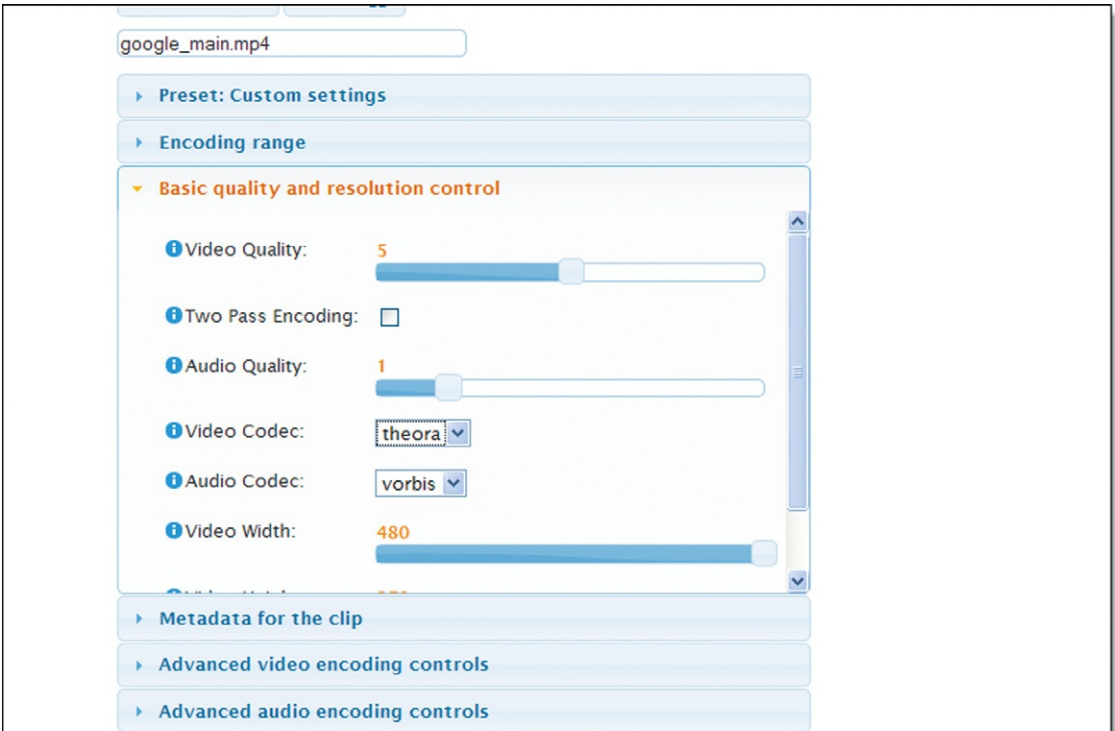 google_main.mp4
Preset: Custom settings
Encoding range
Basic quality and resolution control
Video Quality: 5
Two Pass Encoding:
Audio Quality: 1
Video Codec: theora
Audio Codec: vorbis
Video Width: 480
Metadata for the clip
Advanced video encoding controls
Advanced audio encoding controls